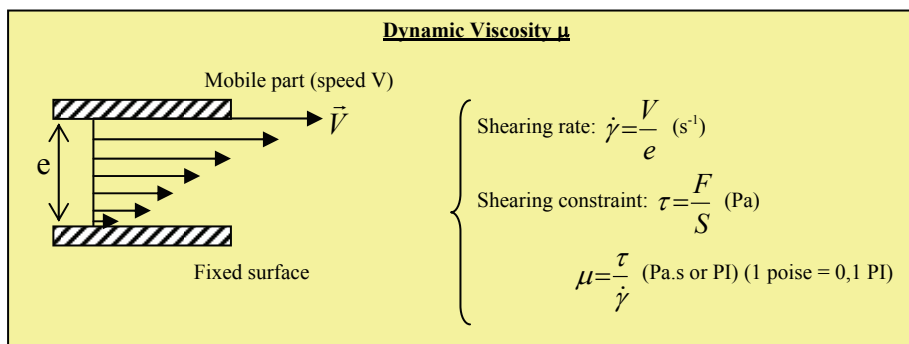 Dynamic Viscosity μ
Mobile part (speed V)
V⃗
e
Fixed surface
Shearing rate: γ̇ = V/e (s⁻¹)
Shearing constraint: τ = F/S (Pa)
μ = τ/γ̇ (Pa.s or PI) (1 poise = 0,1 PI)